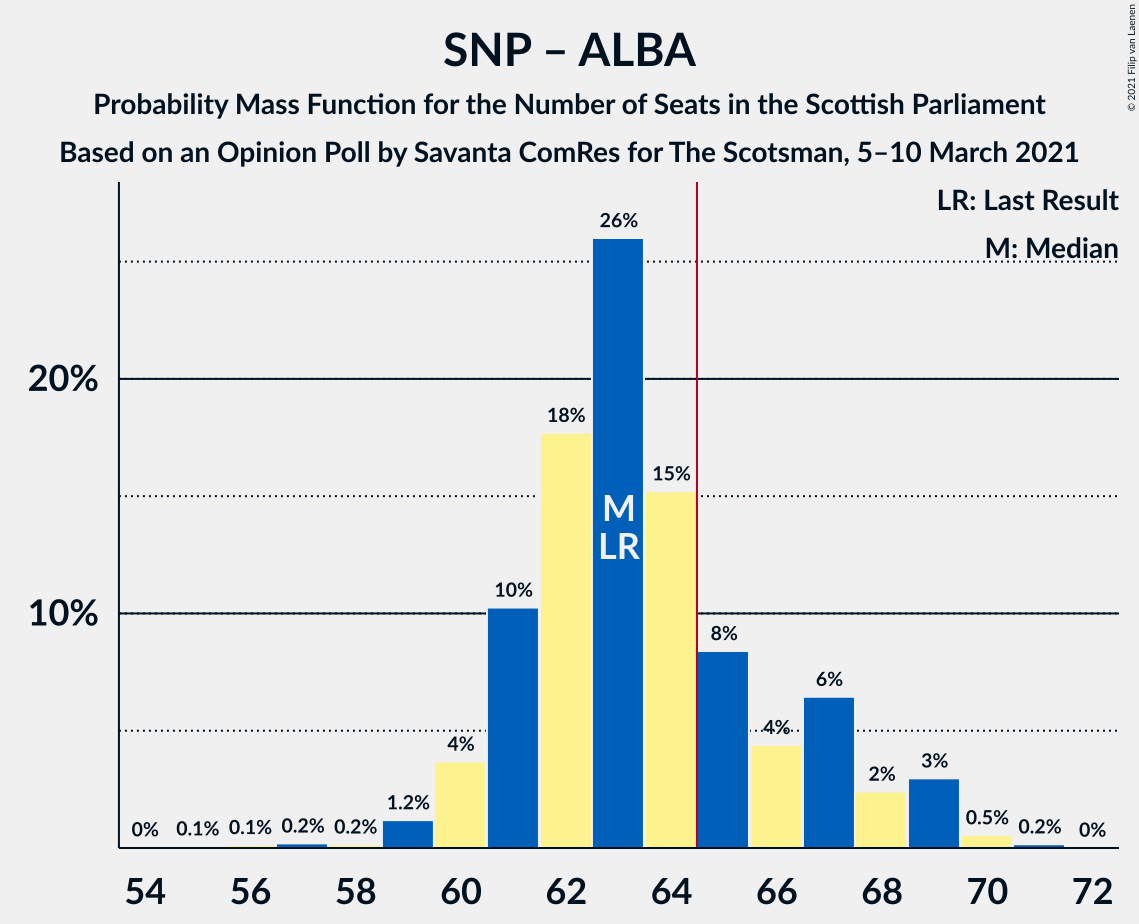 SNP – ALBA
Probability Mass Function for the Number of Seats in the Scottish Parliament
Based on an Opinion Poll by Savanta ComRes for The Scotsman, 5–10 March 2021
© 2021 Filip van Laenen
LR: Last Result
M: Median
20%
10%
0%
0.1%
0.1%
0.2%
0.2%
1.2%
4%
10%
18%
26%
15%
8%
4%
6%
2%
3%
0.5%
0.2%
0%
M
LR
54 56 58 60 62 64 66 68 70 72